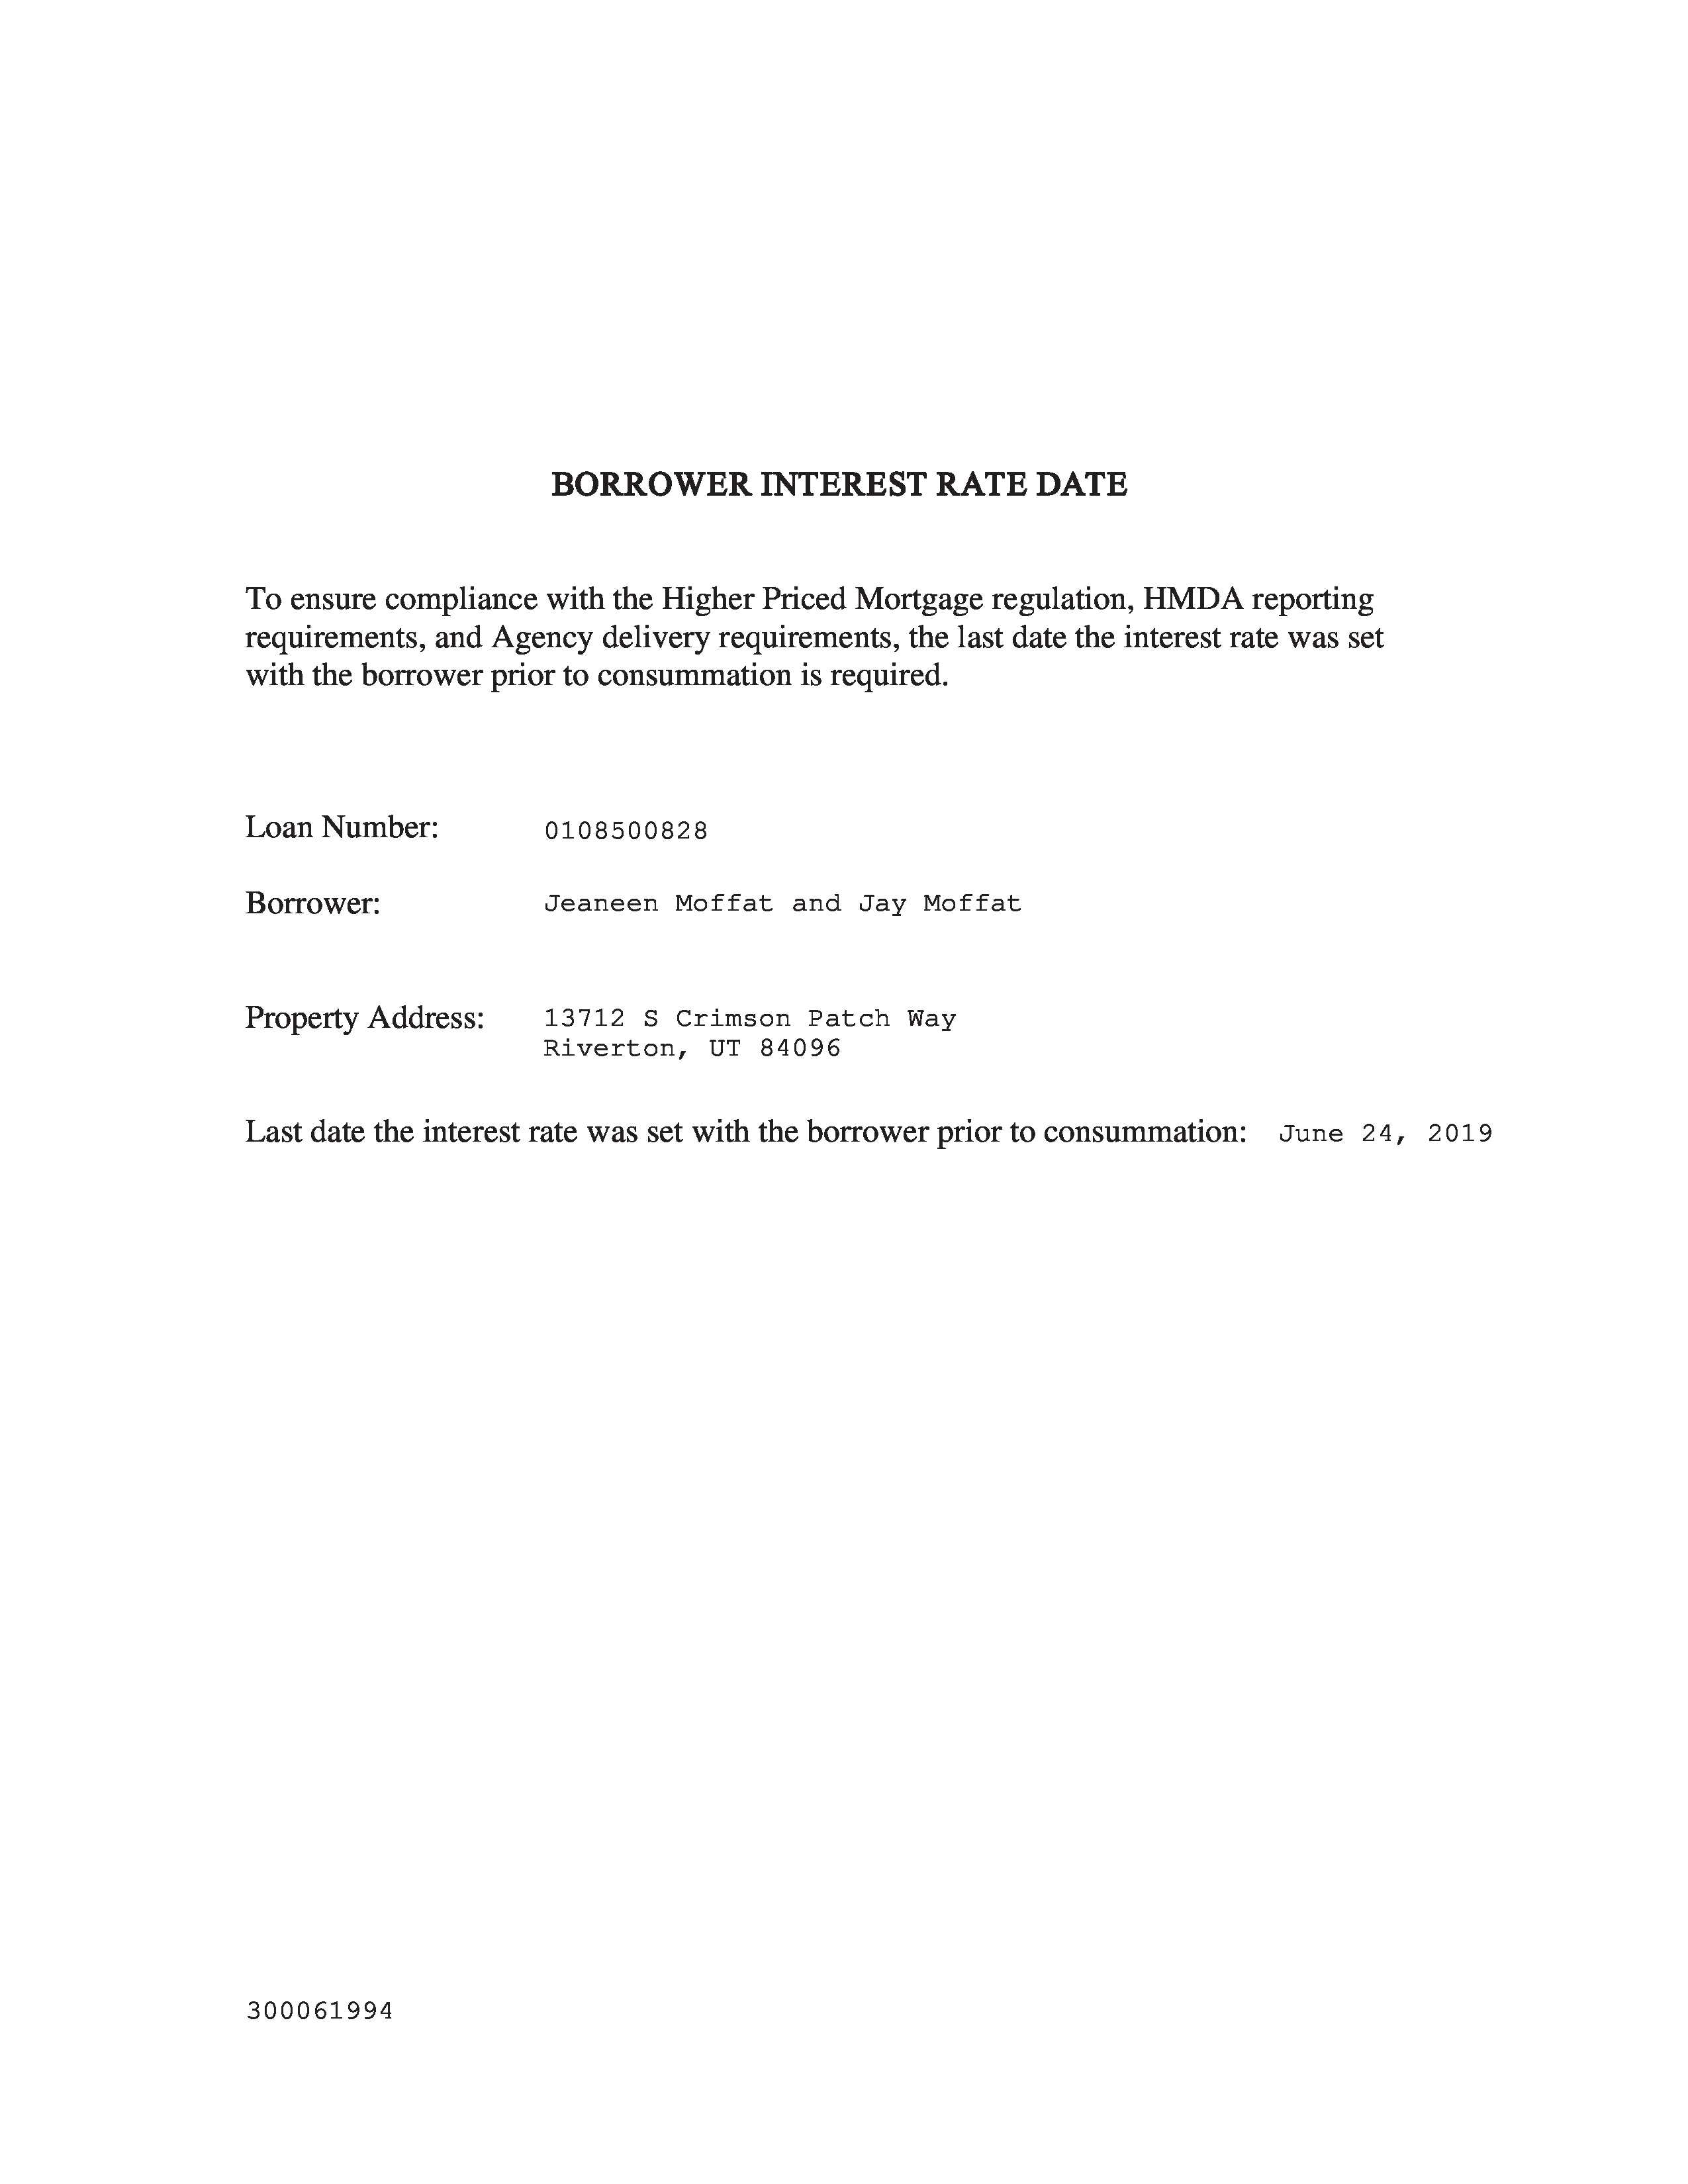 BORROWER INTEREST RATE DATE
To ensure compliance with the Higher Priced Mortgage regulation, HMDA reporting
requirements, and Agency delivery requirements, the last date the interest rate was set
with the borrower prior to consummation is required.
Loan Number: 0108500828
Borrower: Jeaneen Moffat and Jay Moffat
Property Address: 13712 S Crimson Patch Way
Riverton, UT 84096
Last date the interest rate was set with the borrower prior to consummation: June 24, 2019
300061994